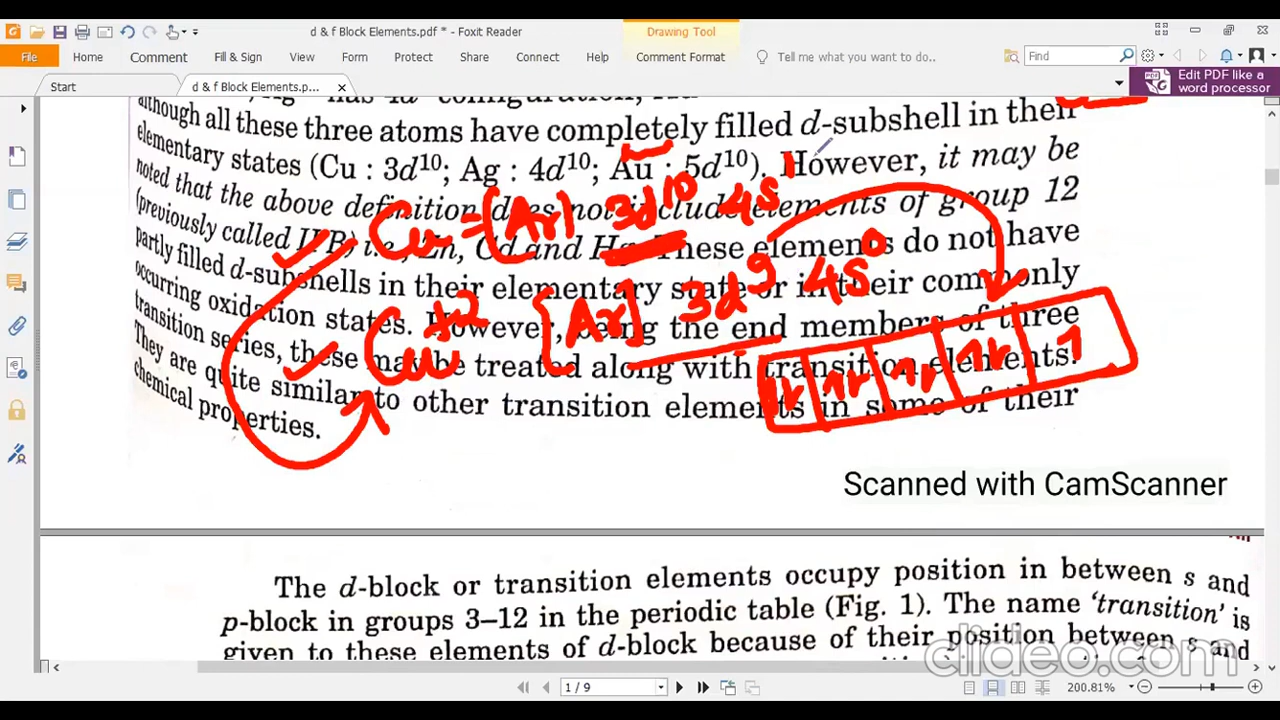 d & f Block Elements.pdf * - Foxit Reader
Drawing Tool
File Home Comment Fill & Sign View Form Protect Share Connect Help Comment Format Tell me what you want to do.. Find
Start d & f Block Elements.p...
Edit PDF like a word processor
although all these three atoms have completely filled d-subshell in their
elementary states (Cu : 3d¹⁰; Ag : 4d¹⁰; Au : 5d¹⁰). However, it may be
noted that the above definition does not include elements of group 12
(previously called II B) i.e., Zn, Cd and Hg. These elements do not have
partly filled d-subshells in their elementary state or in their commonly
occurring oxidation states. However, being the end members of three
transition series, these may be treated along with transition elements.
They are quite similar to other transition elements in some of their
chemical properties.
Cu = [Ar] 3d¹⁰ 4s¹
Cu⁺² [Ar] 3d⁹ 4s⁰
1
Scanned with CamScanner
The d-block or transition elements occupy position in between s and
p-block in groups 3–12 in the periodic table (Fig. 1). The name ‘transition’ is
given to these elements of d-block because of their position between s and
clideo.com
1 / 9
200.81%